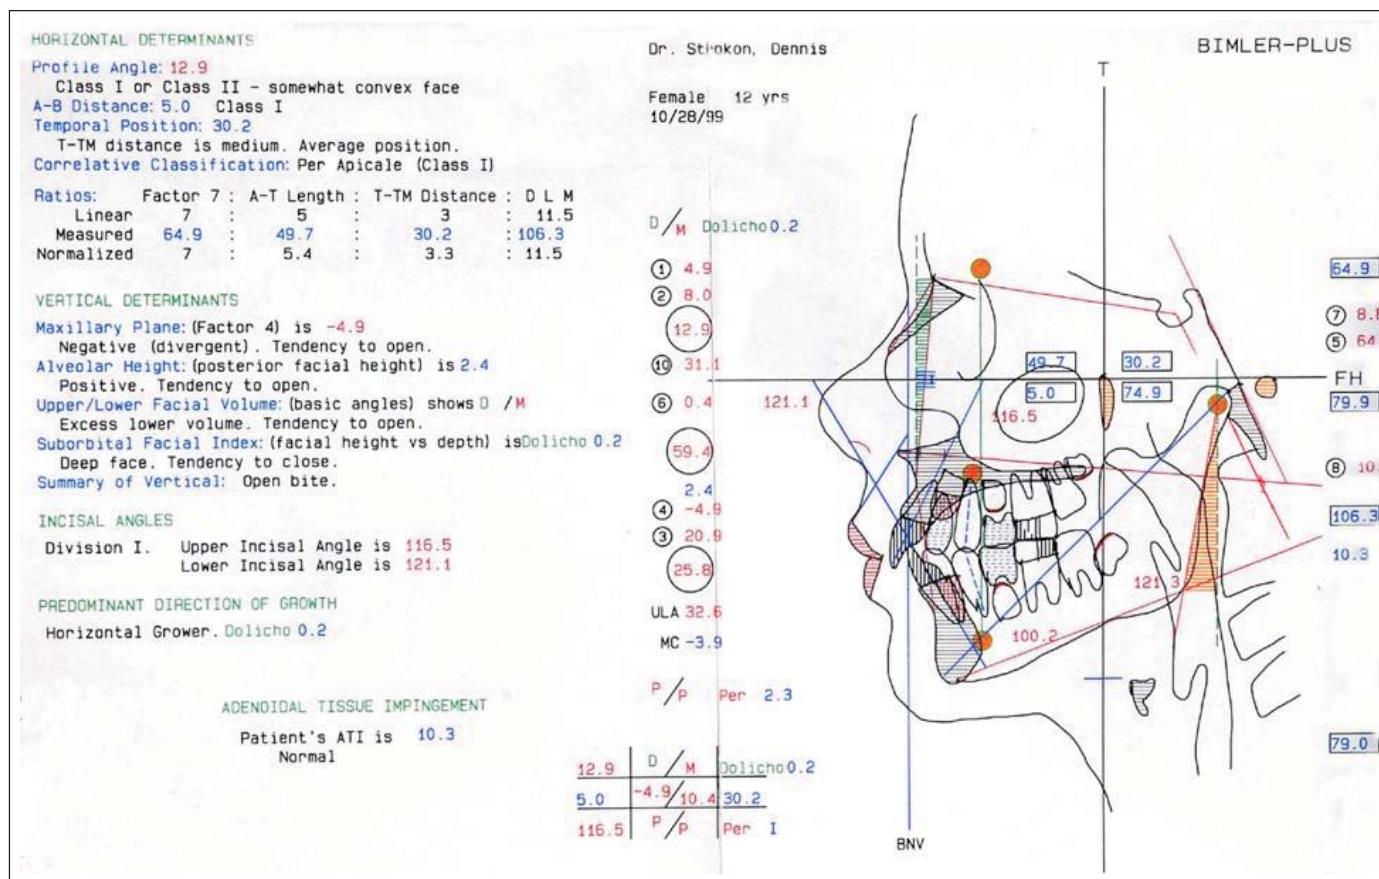 HORIZONTAL DETERMINANTS
Profile Angle: 12.9
Class I or Class II - somewhat convex face
A-B Distance: 5.0 Class I
Temporal Position: 30.2
T-TM distance is medium. Average position.
Correlative Classification: Per Apicale (Class I)
Ratios: Factor 7 : A-T Length : T-TM Distance : D L M
Linear 7 : 5 : 3 : 11.5
Measured 64.9 : 49.7 : 30.2 : 106.3
Normalized 7 : 5.4 : 3.3 : 11.5
VERTICAL DETERMINANTS
Maxillary Plane: (Factor 4) is -4.9
Negative (divergent). Tendency to open.
Alveolar Height: (posterior facial height) is 2.4
Positive. Tendency to open.
Upper/Lower Facial Volume: (basic angles) shows D / M
Excess lower volume. Tendency to open.
Suborbital Facial Index: (facial height vs depth) is Dolicho 0.2
Deep face. Tendency to close.
Summary of Vertical: Open bite.
INCISAL ANGLES
Division I. Upper Incisal Angle is 116.5
Lower Incisal Angle is 121.1
PREDOMINANT DIRECTION OF GROWTH
Horizontal Grower. Dolicho 0.2
ADENOIDAL TISSUE IMPINGEMENT
Patient's ATI is 10.3
Normal
Dr. Stirokon, Dennis
Female 12 yrs
10/28/99
D / M Dolicho 0.2
1 4.9
2 8.0
12.9
10 31.1
6 0.4
59.4
2.4
4 -4.9
3 20.9
25.8
ULA 32.6
MC -3.9
P / P Per 2.3
12.9 D / M Dolicho 0.2
5.0 -4.9 / 10.4 30.2
116.5 P / P Per I
BIMLER-PLUS
T
I
49.7 30.2
5.0 74.9
121.1
116.5
121.3
100.2
BNV
64.9
7 8.8
5 64
FH
79.9
8 10.
106.3
10.3
79.0